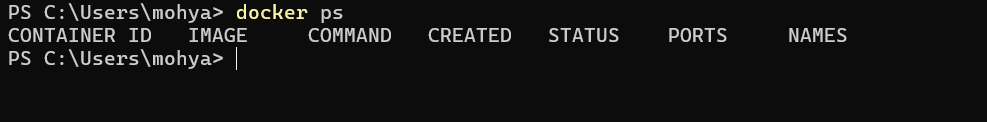 PS C:\Users\mohya> docker ps
CONTAINER ID   IMAGE     COMMAND   CREATED   STATUS    PORTS     NAMES
PS C:\Users\mohya>